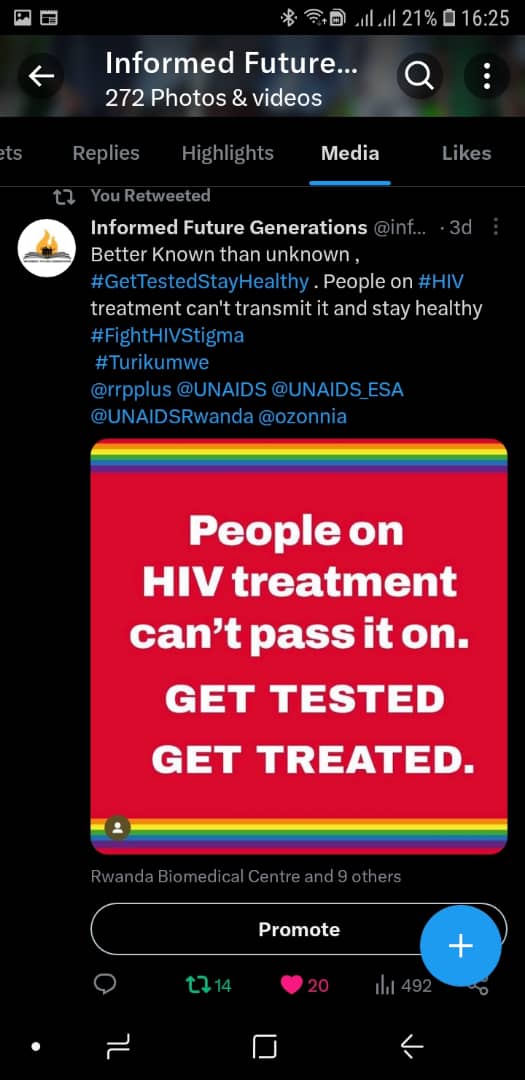 21% 16:25
Informed Future...
272 Photos & videos
ets Replies Highlights Media Likes
You Retweeted
Informed Future Generations @inf... · 3d
Better Known than unknown ,
#GetTestedStayHealthy . People on #HIV
treatment can't transmit it and stay healthy
#FightHIVStigma
#Turikumwe
@rrpplus @UNAIDS @UNAIDS_ESA
@UNAIDSRwanda @ozonnia
People on
HIV treatment
can't pass it on.
GET TESTED
GET TREATED.
Rwanda Biomedical Centre and 9 others
Promote
14 20 492